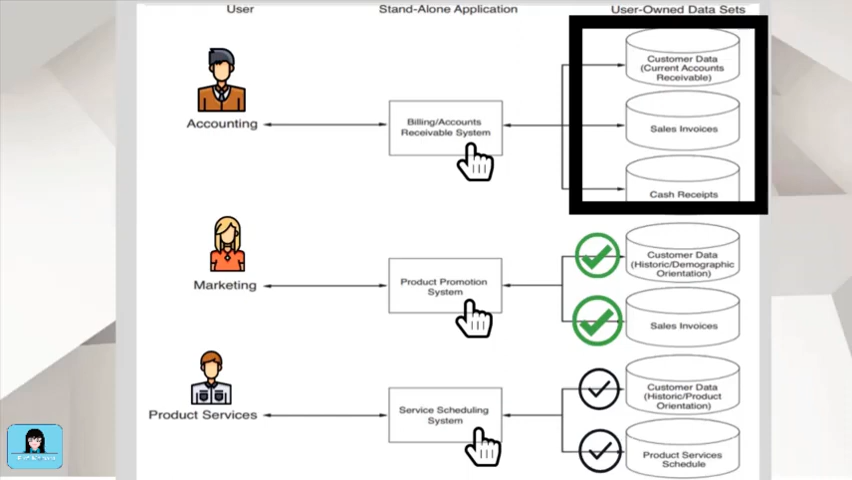 User
Stand-Alone Application
User-Owned Data Sets
Customer Data
(Current Accounts
Receivable)
Accounting
Billing/Accounts
Receivable System
Sales Invoices
Cash Receipts
Customer Data
(Historic/Demographic
Orientation)
Marketing
Product Promotion
System
Sales Invoices
Customer Data
(Historic/Product
Orientation)
Product Services
Service Scheduling
System
Product Services
Schedule